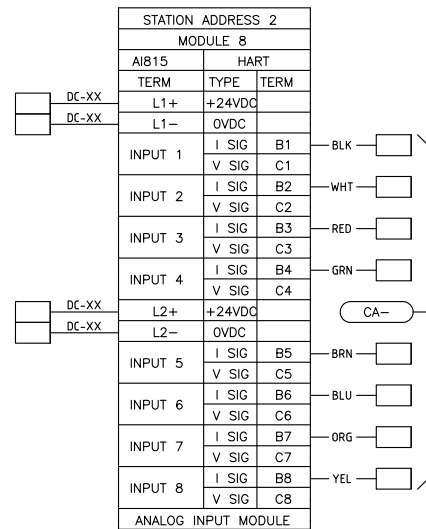 STATION ADDRESS 2
MODULE 8
AI815 HART
TERM TYPE TERM
DC-XX L1+ +24VDC
DC-XX L1- 0VDC
INPUT 1 I SIG B1 BLK
V SIG C1
INPUT 2 I SIG B2 WHT
V SIG C2
INPUT 3 I SIG B3 RED
V SIG C3
INPUT 4 I SIG B4 GRN
V SIG C4
DC-XX L2+ +24VDC CA-
DC-XX L2- 0VDC
INPUT 5 I SIG B5 BRN
V SIG C5
INPUT 6 I SIG B6 BLU
V SIG C6
INPUT 7 I SIG B7 ORG
V SIG C7
INPUT 8 I SIG B8 YEL
V SIG C8
ANALOG INPUT MODULE